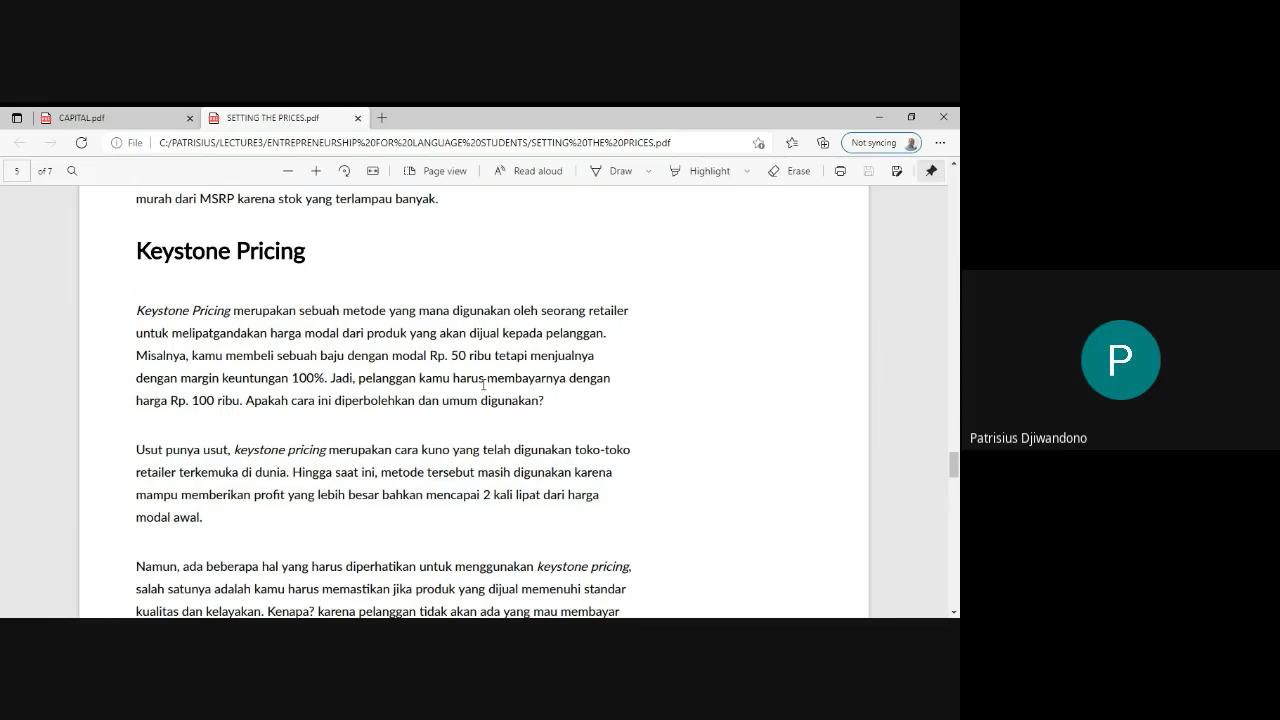 CAPITAL.pdf
SETTING THE PRICES.pdf
File
C:/PATRISIUS/LECTURE3/ENTREPRENEURSHIP%20FOR%20LANGUAGE%20STUDENTS/SETTING%20THE%20PRICES.pdf
Not syncing
5 of 7
Page view
Read aloud
Draw
Highlight
Erase
murah dari MSRP karena stok yang terlampau banyak.
Keystone Pricing
Keystone Pricing merupakan sebuah metode yang mana digunakan oleh seorang retailer
untuk melipatgandakan harga modal dari produk yang akan dijual kepada pelanggan.
Misalnya, kamu membeli sebuah baju dengan modal Rp. 50 ribu tetapi menjualnya
dengan margin keuntungan 100%. Jadi, pelanggan kamu harus membayarnya dengan
harga Rp. 100 ribu. Apakah cara ini diperbolehkan dan umum digunakan?
Usut punya usut, keystone pricing merupakan cara kuno yang telah digunakan toko-toko
retailer terkemuka di dunia. Hingga saat ini, metode tersebut masih digunakan karena
mampu memberikan profit yang lebih besar bahkan mencapai 2 kali lipat dari harga
modal awal.
Namun, ada beberapa hal yang harus diperhatikan untuk menggunakan keystone pricing,
salah satunya adalah kamu harus memastikan jika produk yang dijual memenuhi standar
kualitas dan kelayakan. Kenapa? karena pelanggan tidak akan ada yang mau membayar
P
Patrisius Djiwandono